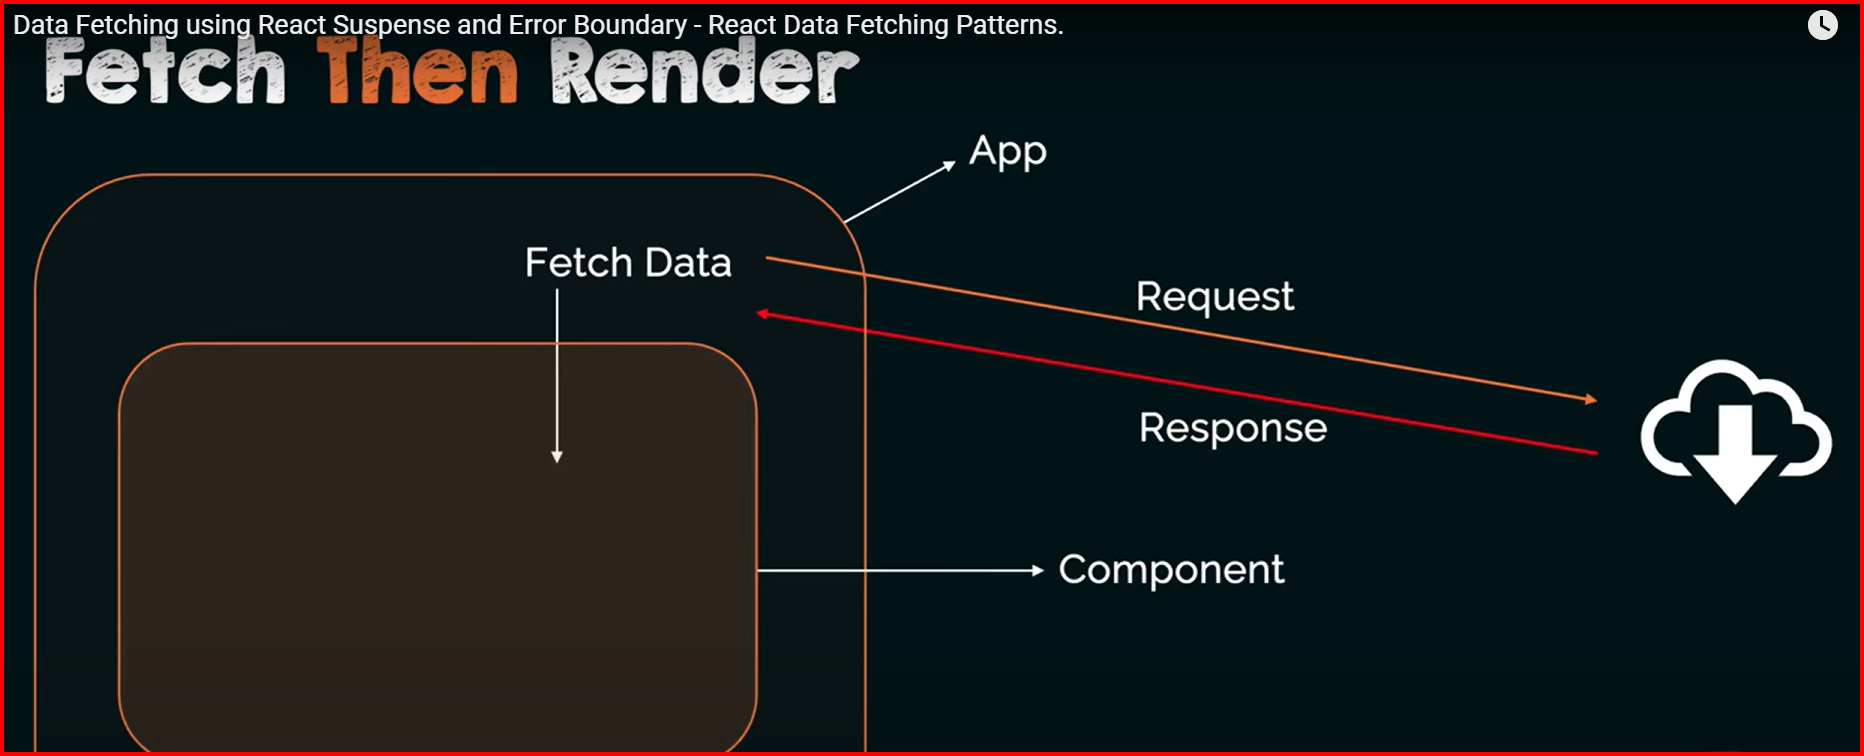 Data Fetching using React Suspense and Error Boundary - React Data Fetching Patterns.
Fetch Then Render
App
Fetch Data
Request
Response
Component